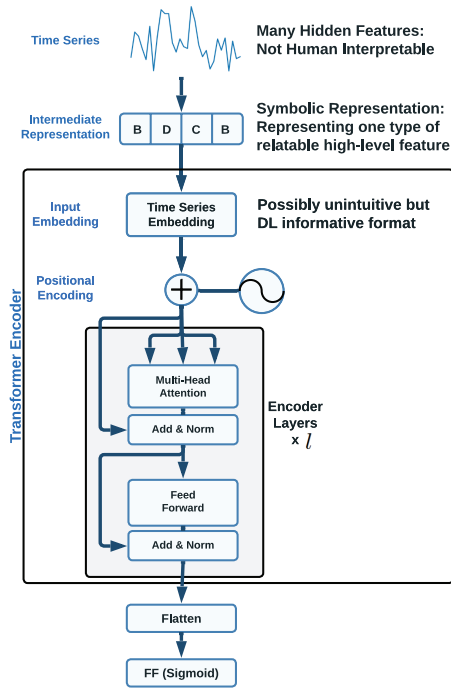 Time Series
Many Hidden Features:
Not Human Interpretable
Intermediate
Representation
B D C B
Symbolic Representation:
Representing one type of
relatable high-level feature
Input
Embedding
Time Series
Embedding
Possibly unintuitive but
DL informative format
Positional
Encoding
+
Transformer Encoder
Multi-Head
Attention
Add & Norm
Encoder
Layers
x l
Feed
Forward
Add & Norm
Flatten
FF (Sigmoid)